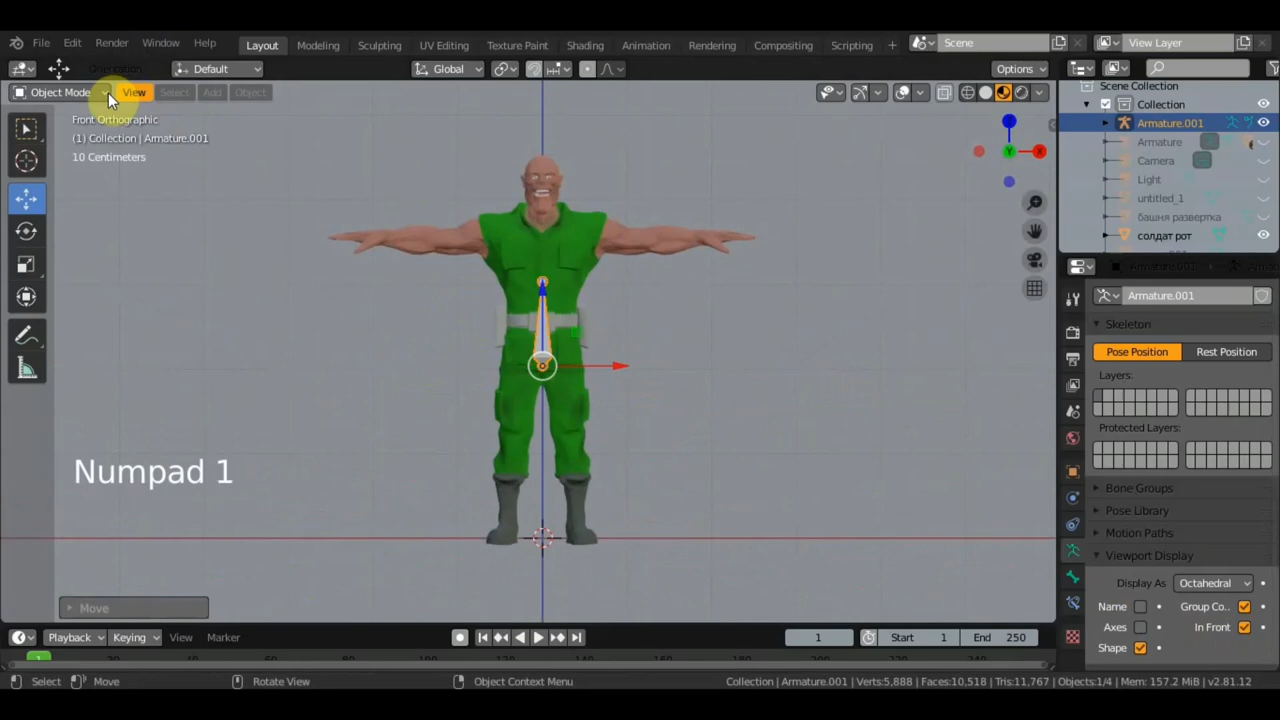 File Edit Render Window Help Layout Modeling Sculpting UV Editing Texture Paint Shading Animation Rendering Compositing Scripting + Scene View Layer
Orientation: Default Global Options
Object Mode View Select Add Object
Front Orthographic
(1) Collection | Armature.001
10 Centimeters
Scene Collection
Collection
Armature.001
Armature
Camera
Light
untitled_1
башня развертка
солдат рот
Armature.001
Armature.001
Skeleton
Pose Position Rest Position
Layers:
Protected Layers:
Bone Groups
Pose Library
Motion Paths
Viewport Display
Display As Octahedral
Name Group Co..
Axes In Front
Shape
X
Y
Numpad 1
Move
Playback Keying View Marker 1 Start 1 End 250
1
Select Move Rotate View Object Context Menu Collection | Armature.001 | Verts:5,888 | Faces:10,518 | Tris:11,767 | Objects:1/4 | Mem: 157.2 MiB | v2.81.12